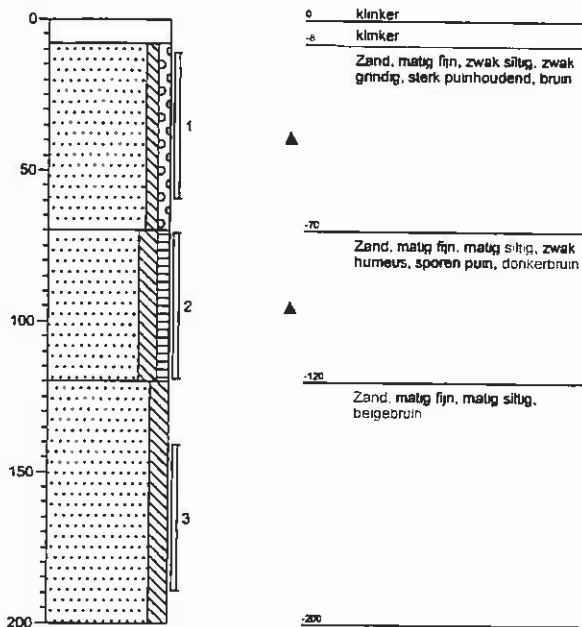 0
50
100
150
200
1
2
3
0 klinker
-8 klinker
Zand, matig fijn, zwak siltig, zwak
grindig, sterk puinhoudend, bruin
-70
Zand, matig fijn, matig siltig, zwak
humeus, sporen puin, donkerbruin
-120
Zand, matig fijn, matig siltig,
beigebruin
-200